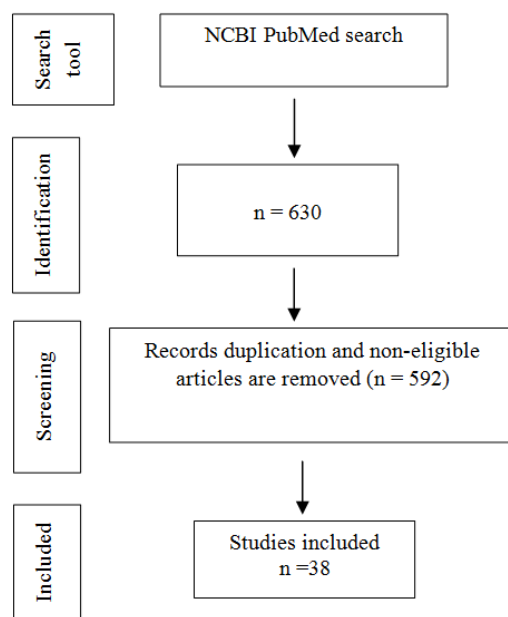 Search
tool
NCBI PubMed search
Identification
n = 630
Screening
Records duplication and non-eligible
articles are removed (n = 592)
Included
Studies included
n =38